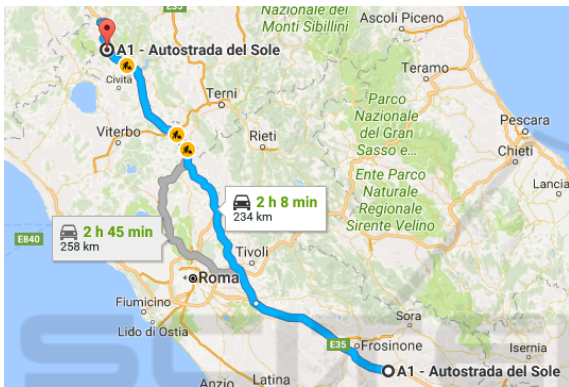 E35
Nazionale dei
Monti Sibillini
Ascoli Piceno
A1 - Autostrada del Sole
Civita
Teramo
Terni
Parco
Nazionale
del Gran
Sasso e...
Pescara
Viterbo
Rieti
Chieti
Ente Parco
Naturale
Regionale
Sirente Velino
Lancia
2 h 8 min
234 km
2 h 45 min
258 km
E840
Tivoli
Roma
Fiumicino
Lido di Ostia
Sora
E35
Frosinone
Isernia
A1 - Autostrada del Sole
Anzio
Latina